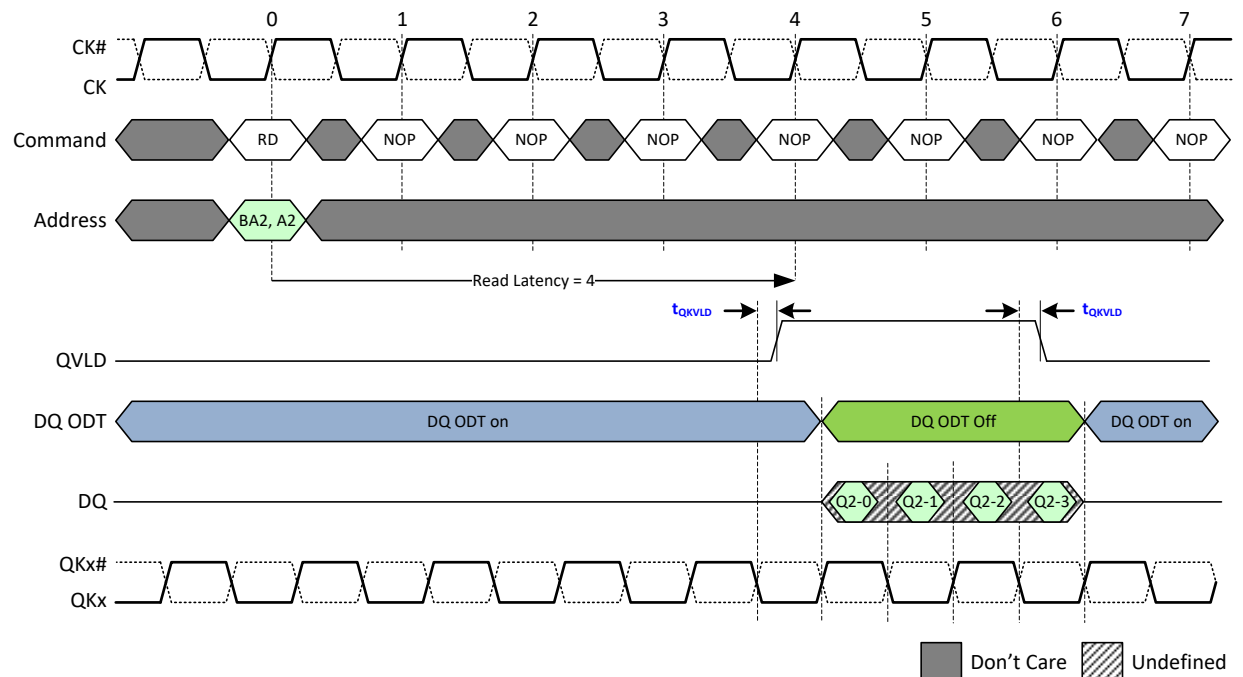 0 1 2 3 4 5 6 7
CK#
CK
Command RD NOP NOP NOP NOP NOP NOP NOP
Address BA2, A2
Read Latency = 4
tQKVLD tQKVLD
QVLD
DQ ODT DQ ODT on DQ ODT Off DQ ODT on
DQ Q2-0 Q2-1 Q2-2 Q2-3
QKx#
QKx
Don't Care Undefined